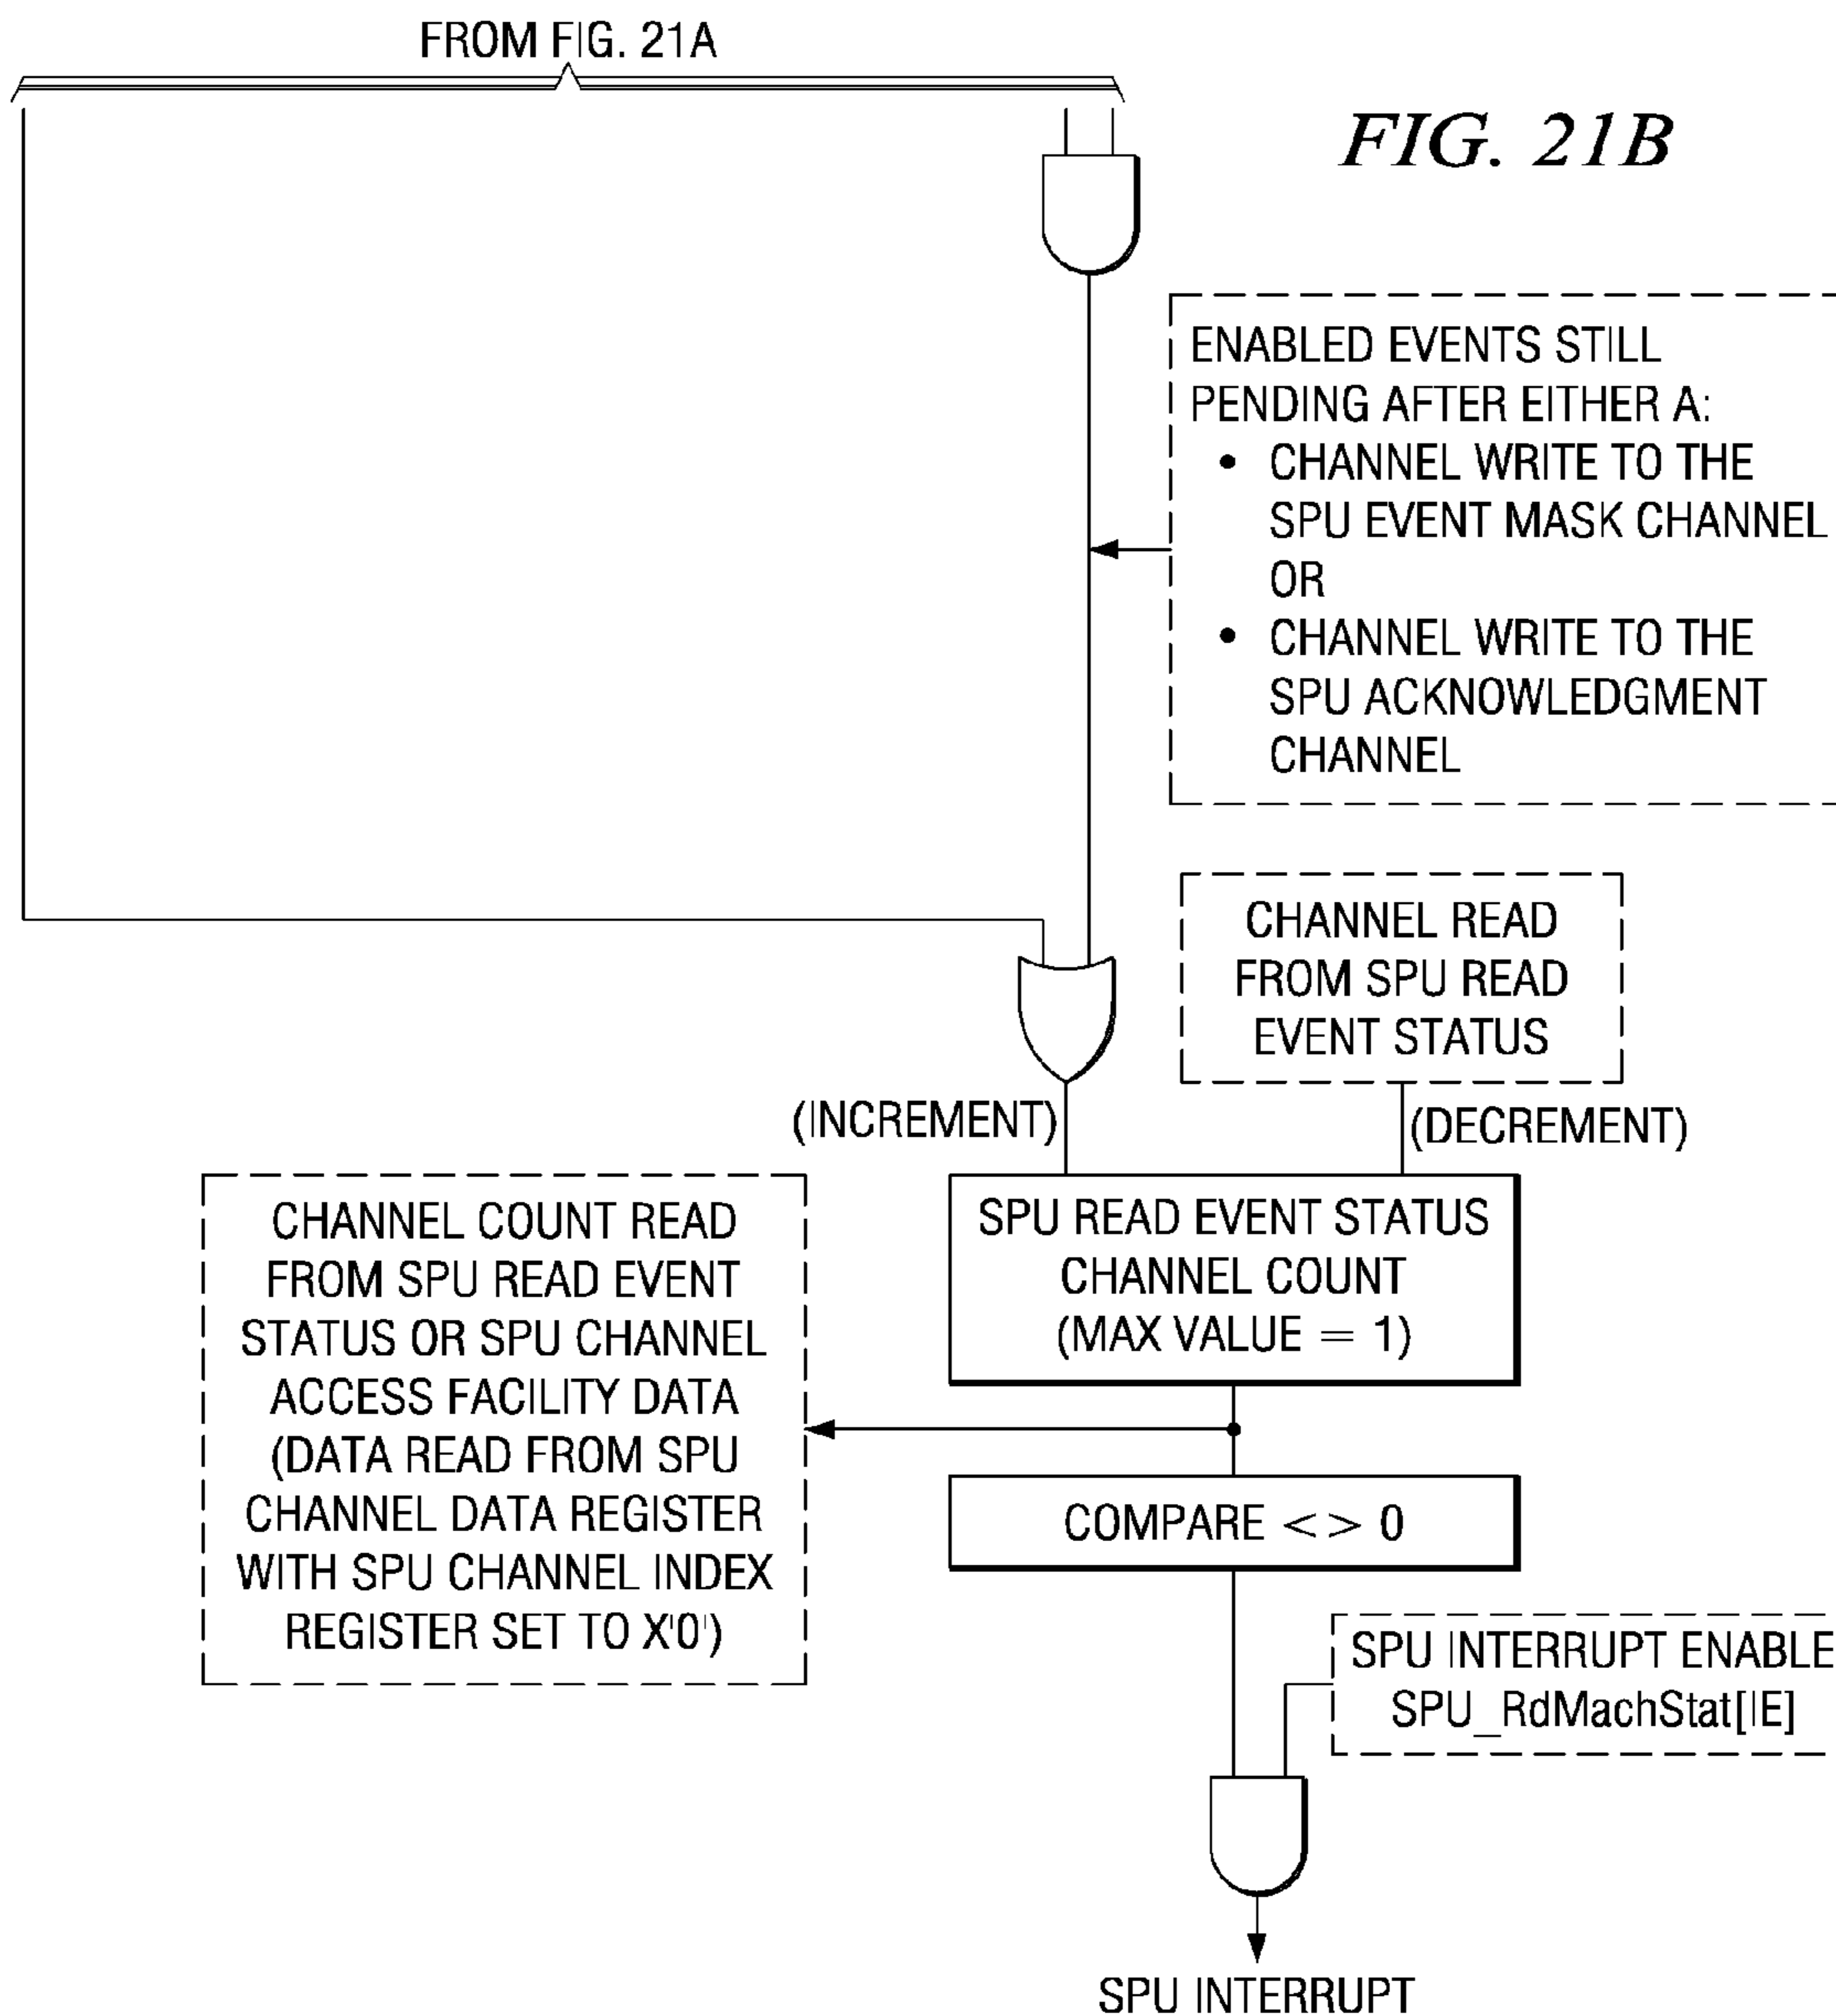 FROM FIG. 21A
FIG. 21B
ENABLED EVENTS STILL
PENDING AFTER EITHER A:
• CHANNEL WRITE TO THE
SPU EVENT MASK CHANNEL
OR
• CHANNEL WRITE TO THE
SPU ACKNOWLEDGMENT
CHANNEL
CHANNEL READ
FROM SPU READ
EVENT STATUS
(INCREMENT)
(DECREMENT)
SPU READ EVENT STATUS
CHANNEL COUNT
(MAX VALUE = 1)
CHANNEL COUNT READ
FROM SPU READ EVENT
STATUS OR SPU CHANNEL
ACCESS FACILITY DATA
(DATA READ FROM SPU
CHANNEL DATA REGISTER
WITH SPU CHANNEL INDEX
REGISTER SET TO X'0')
COMPARE <> 0
SPU INTERRUPT ENABLE
SPU_RdMachStat[IE]
SPU INTERRUPT